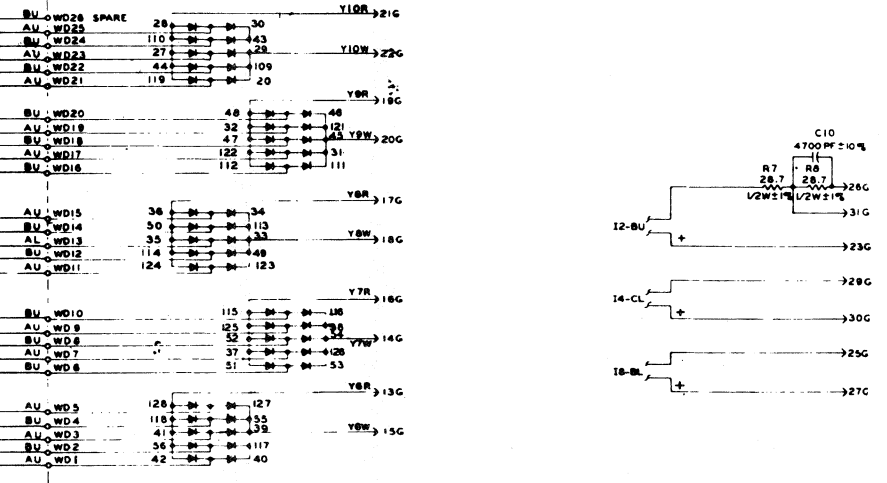 Y10R 21G
BU WD26 SPARE 28 30
AU WD25
BU WD24 110 43
29
AU WD23 27 Y10W 22G
BU WD22 44 109
AU WD21 119 20
Y9R 19G
BU WD20 48 46
AU WD19 32 121
BU WD18 47 45 Y9W 20G
AU WD17 122 31
BU WD16 112 111
C10
4700 PF ±10%
R7 R8
28.7 28.7 28G
1/2W±1% 1/2W±1%
31G
I2-BU
+ 23G
Y8R 17G
AU WD15 36 34
BU WD14 50 113
33
AL WD13 35 Y8W 18G
BU WD12 114 49
AU WD11 124 123
29G
I4-CL
+ 30G
Y7R 16G
BU WD10 115 116
AU WD9 125
BU WD8 52 14G
Y7W
AU WD7 37 126
BU WD6 51 53
25G
I8-BL
+ 27G
Y6R 13G
AU WD5 128 127
BU WD4 118 55
39
AU WD3 41 Y6W 15G
BU WD2 56 117
AU WD1 42 40